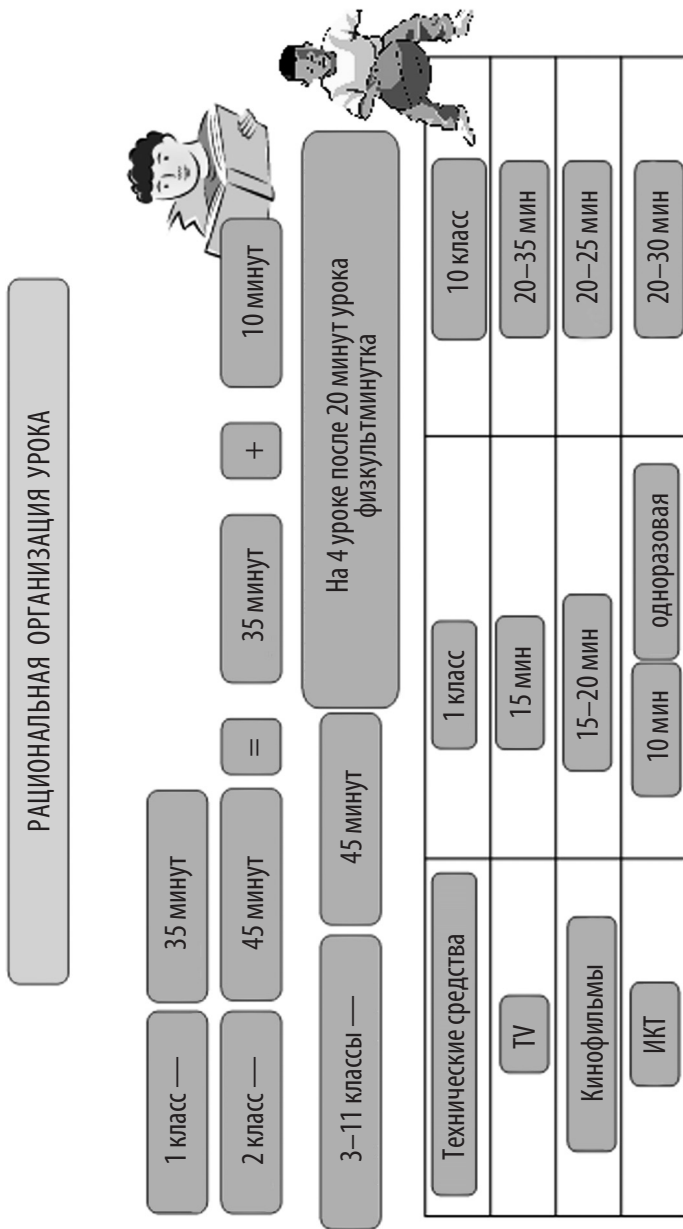 РАЦИОНАЛЬНАЯ ОРГАНИЗАЦИЯ УРОКА
1 класс — 35 минут
2 класс — 45 минут = 35 минут + 10 минут
3–11 классы — 45 минут
На 4 уроке после 20 минут урока
физкультминутка
Технические средства 1 класс 10 класс
TV 15 мин 20–35 мин
Кинофильмы 15–20 мин 20–25 мин
ИКТ 10 мин одноразовая 20–30 мин